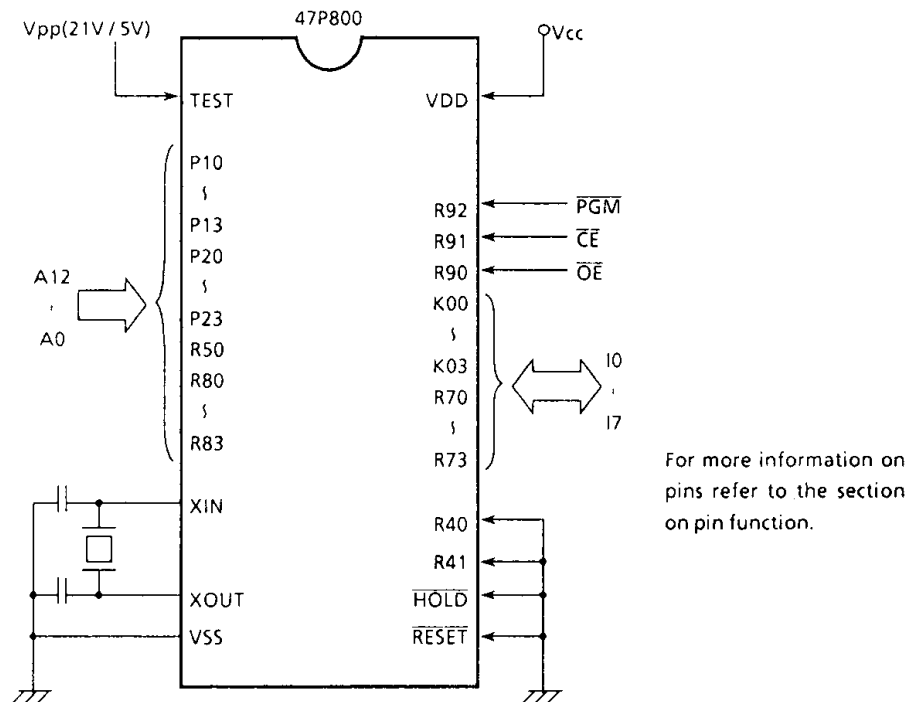 47P800
Vpp(21V/5V)
Vcc
TEST
VDD
P10
~
P13
P20
~
P23
R50
R80
~
R83
A12
~
A0
R92
R91
R90
PGM
CE
OE
K00
~
K03
R70
~
R73
I0
~
I7
XIN
XOUT
VSS
R40
R41
HOLD
RESET
For more information on
pins refer to the section
on pin function.